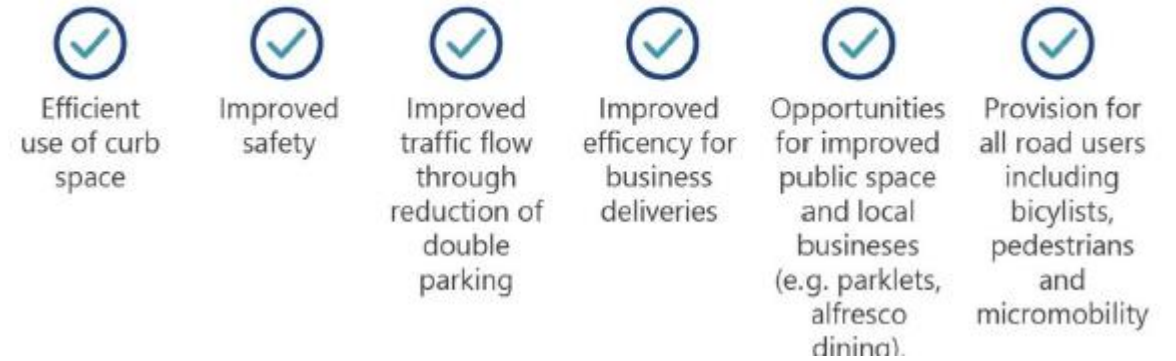 Efficient
use of curb
space
Improved
safety
Improved
traffic flow
through
reduction of
double
parking
Improved
efficency for
business
deliveries
Opportunities
for improved
public space
and local
busineses
(e.g. parklets,
alfresco
dining).
Provision for
all road users
including
bicylists,
pedestrians
and
micromobility